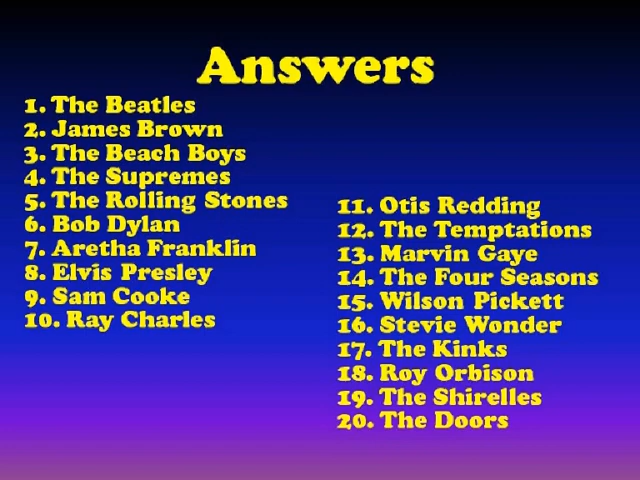 Answers
1. The Beatles
2. James Brown
3. The Beach Boys
4. The Supremes
5. The Rolling Stones
6. Bob Dylan
7. Aretha Franklin
8. Elvis Presley
9. Sam Cooke
10. Ray Charles
11. Otis Redding
12. The Temptations
13. Marvin Gaye
14. The Four Seasons
15. Wilson Pickett
16. Stevie Wonder
17. The Kinks
18. Roy Orbison
19. The Shirelles
20. The Doors